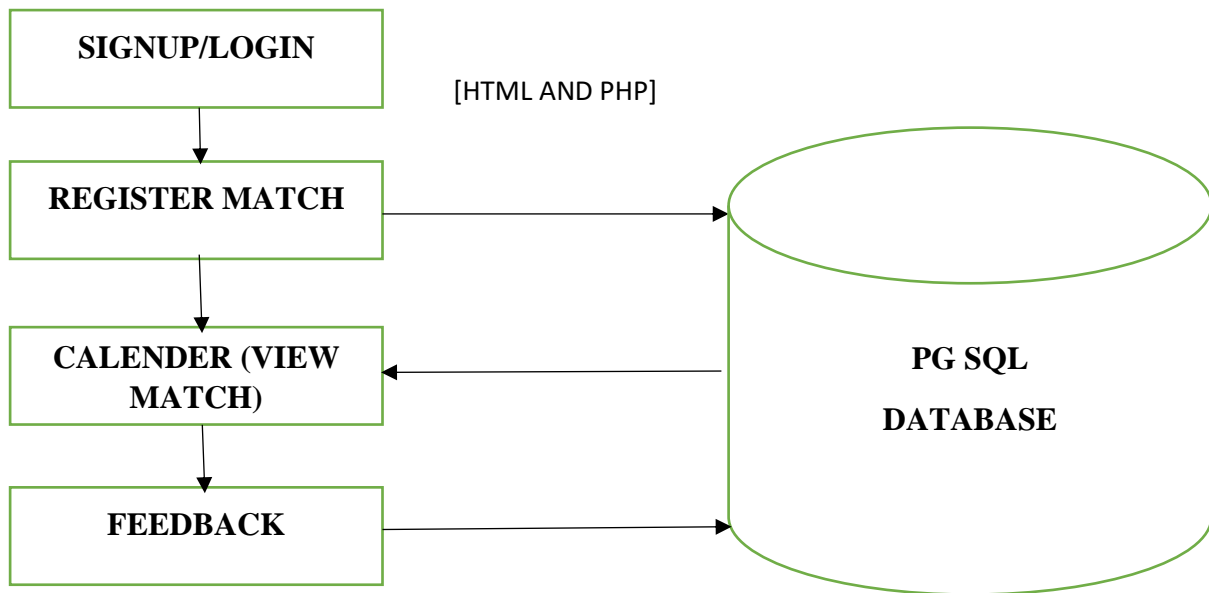 SIGNUP/LOGIN
[HTML AND PHP]
REGISTER MATCH
CALENDER (VIEW
MATCH)
PG SQL
DATABASE
FEEDBACK